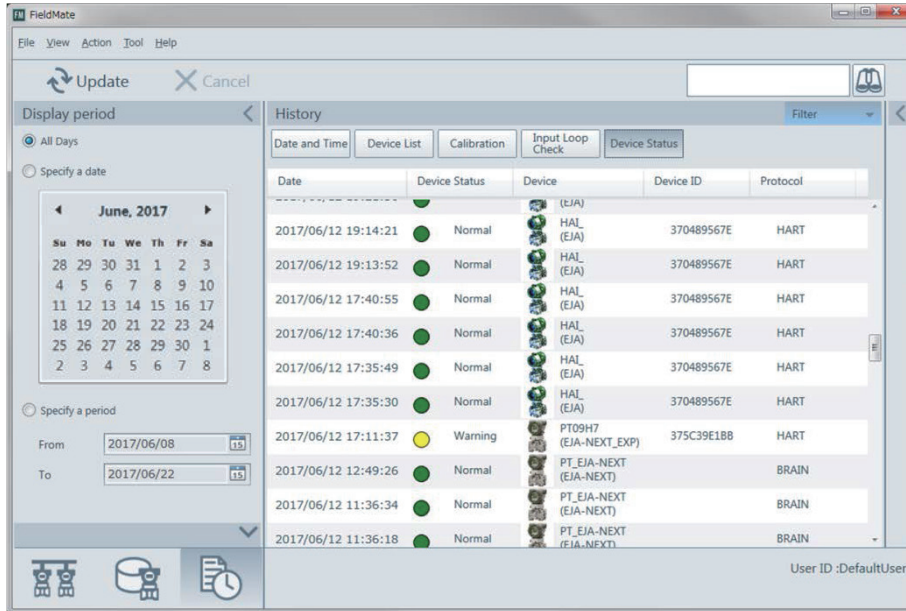 FM FieldMate
File View Action Tool Help
Update Cancel
Display period
All Days
Specify a date
June, 2017
Su Mo Tu We Th Fr Sa
28 29 30 31 1 2 3
4 5 6 7 8 9 10
11 12 13 14 15 16 17
18 19 20 21 22 23 24
25 26 27 28 29 30 1
2 3 4 5 6 7 8
Specify a period
From 2017/06/08 15
To 2017/06/22 15
History Filter
Date and Time Device List Calibration Input Loop Check Device Status
Date Device Status Device Device ID Protocol
(EJA)
2017/06/12 19:14:21 Normal HAI_ (EJA) 370489567E HART
2017/06/12 19:13:52 Normal HAI_ (EJA) 370489567E HART
2017/06/12 17:40:55 Normal HAI_ (EJA) 370489567E HART
2017/06/12 17:40:36 Normal HAI_ (EJA) 370489567E HART
2017/06/12 17:35:49 Normal HAI_ (EJA) 370489567E HART
2017/06/12 17:35:30 Normal HAI_ (EJA) 370489567E HART
2017/06/12 17:11:37 Warning PT09H7 (EJA-NEXT_EXP) 375C39E1BB HART
2017/06/12 12:49:26 Normal PT_EJA-NEXT (EJA-NEXT) BRAIN
2017/06/12 11:36:34 Normal PT_EJA-NEXT (EJA-NEXT) BRAIN
2017/06/12 11:36:18 Normal PT_EJA-NEXT (EJA-NEXT) BRAIN
User ID :DefaultUser